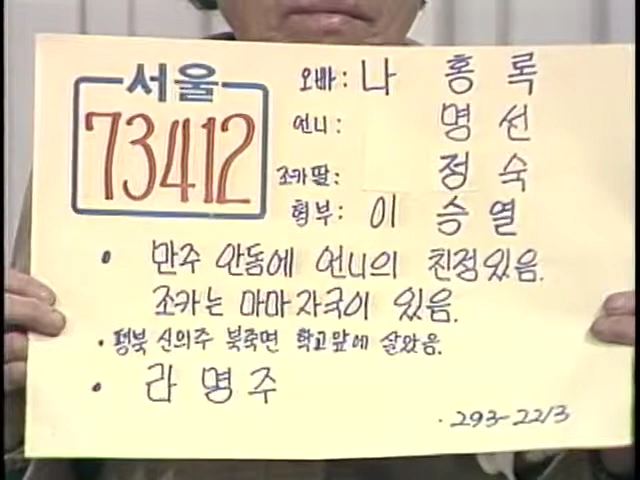 서울
73412
오빠: 나 홍 록
언니: 명 선
조카딸: 정 숙
형부: 이 승 열
• 만주 안동에 언니의 친정있음.
조카는 마마자국이 있음.
• 평북 신의주 북죽면 학교앞에 살았음.
• 라 명 주
· 293-2213